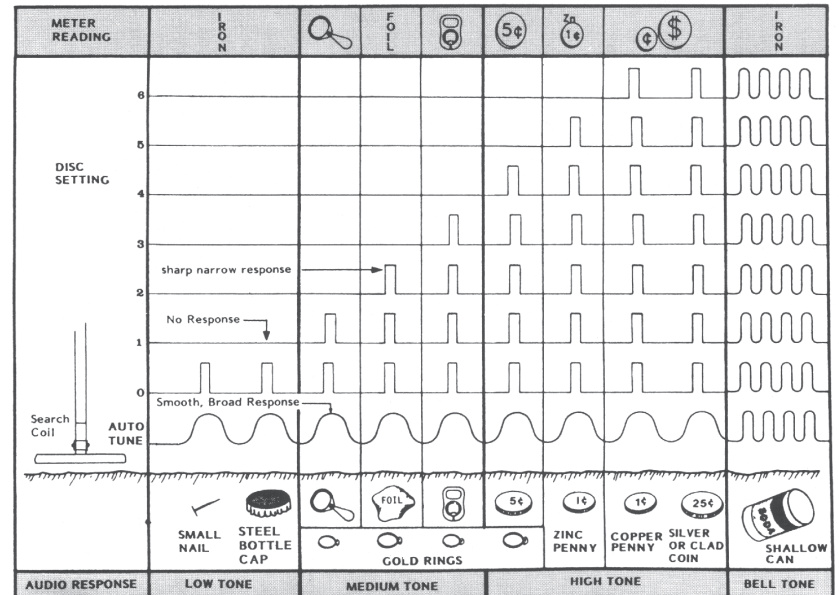 METER READING
IRON
FOIL
5¢
Zn
1¢
¢ $
IRON
6
5
DISC SETTING
4
3
sharp narrow response
2
No Response
1
0
Smooth, Broad Response
Search Coil
AUTO TUNE
FOIL
5¢
1¢
1¢
25¢
SODA
SMALL NAIL
STEEL BOTTLE CAP
GOLD RINGS
ZINC PENNY
COPPER PENNY
SILVER OR CLAD COIN
SHALLOW CAN
AUDIO RESPONSE
LOW TONE
MEDIUM TONE
HIGH TONE
BELL TONE